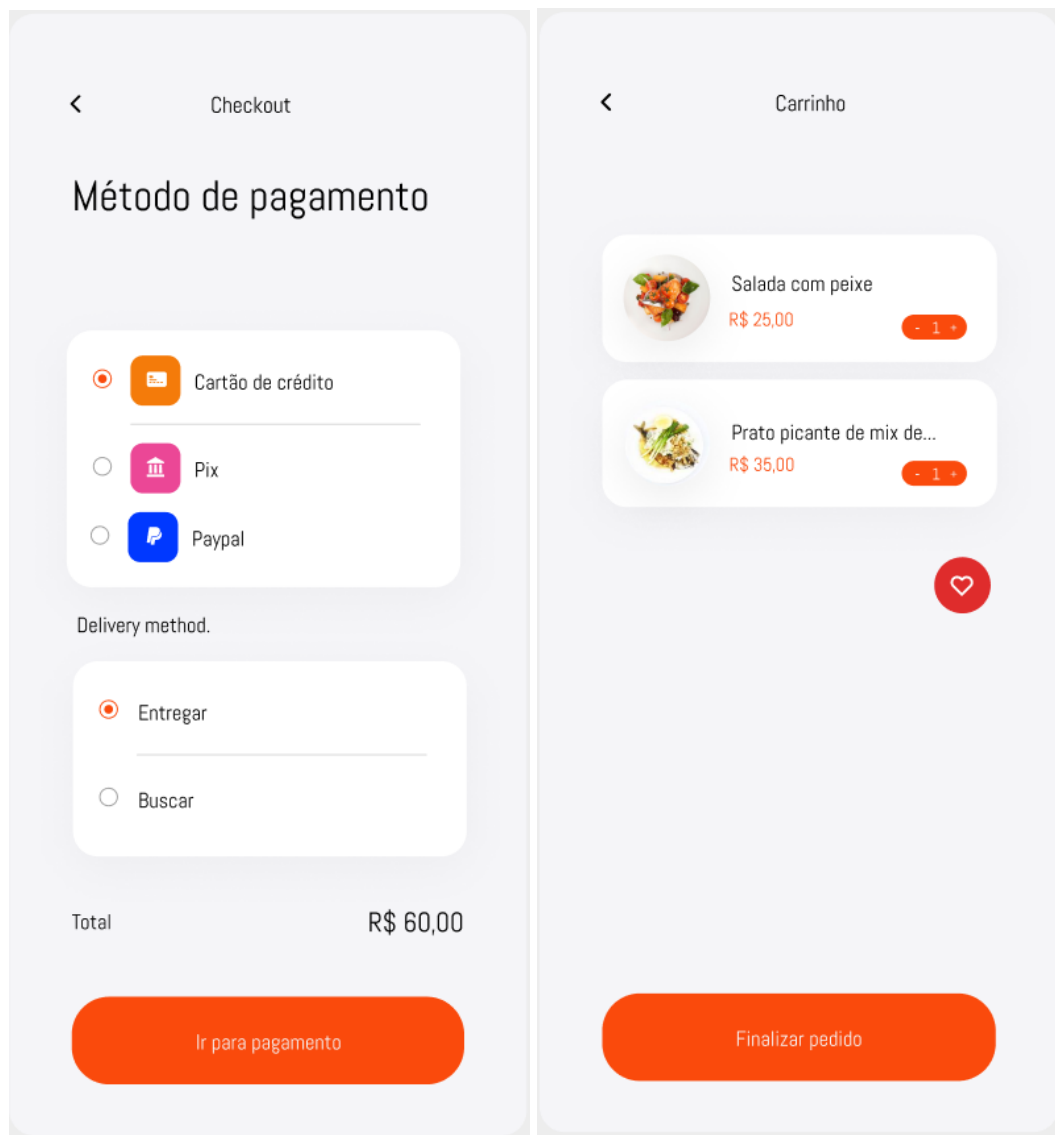 Checkout
Método de pagamento
Cartão de crédito
Pix
Paypal
Delivery method.
Entregar
Buscar
Total R$ 60,00
Ir para pagamento
Carrinho
Salada com peixe
R$ 25,00
- 1 +
Prato picante de mix de...
R$ 35,00
- 1 +
Finalizar pedido